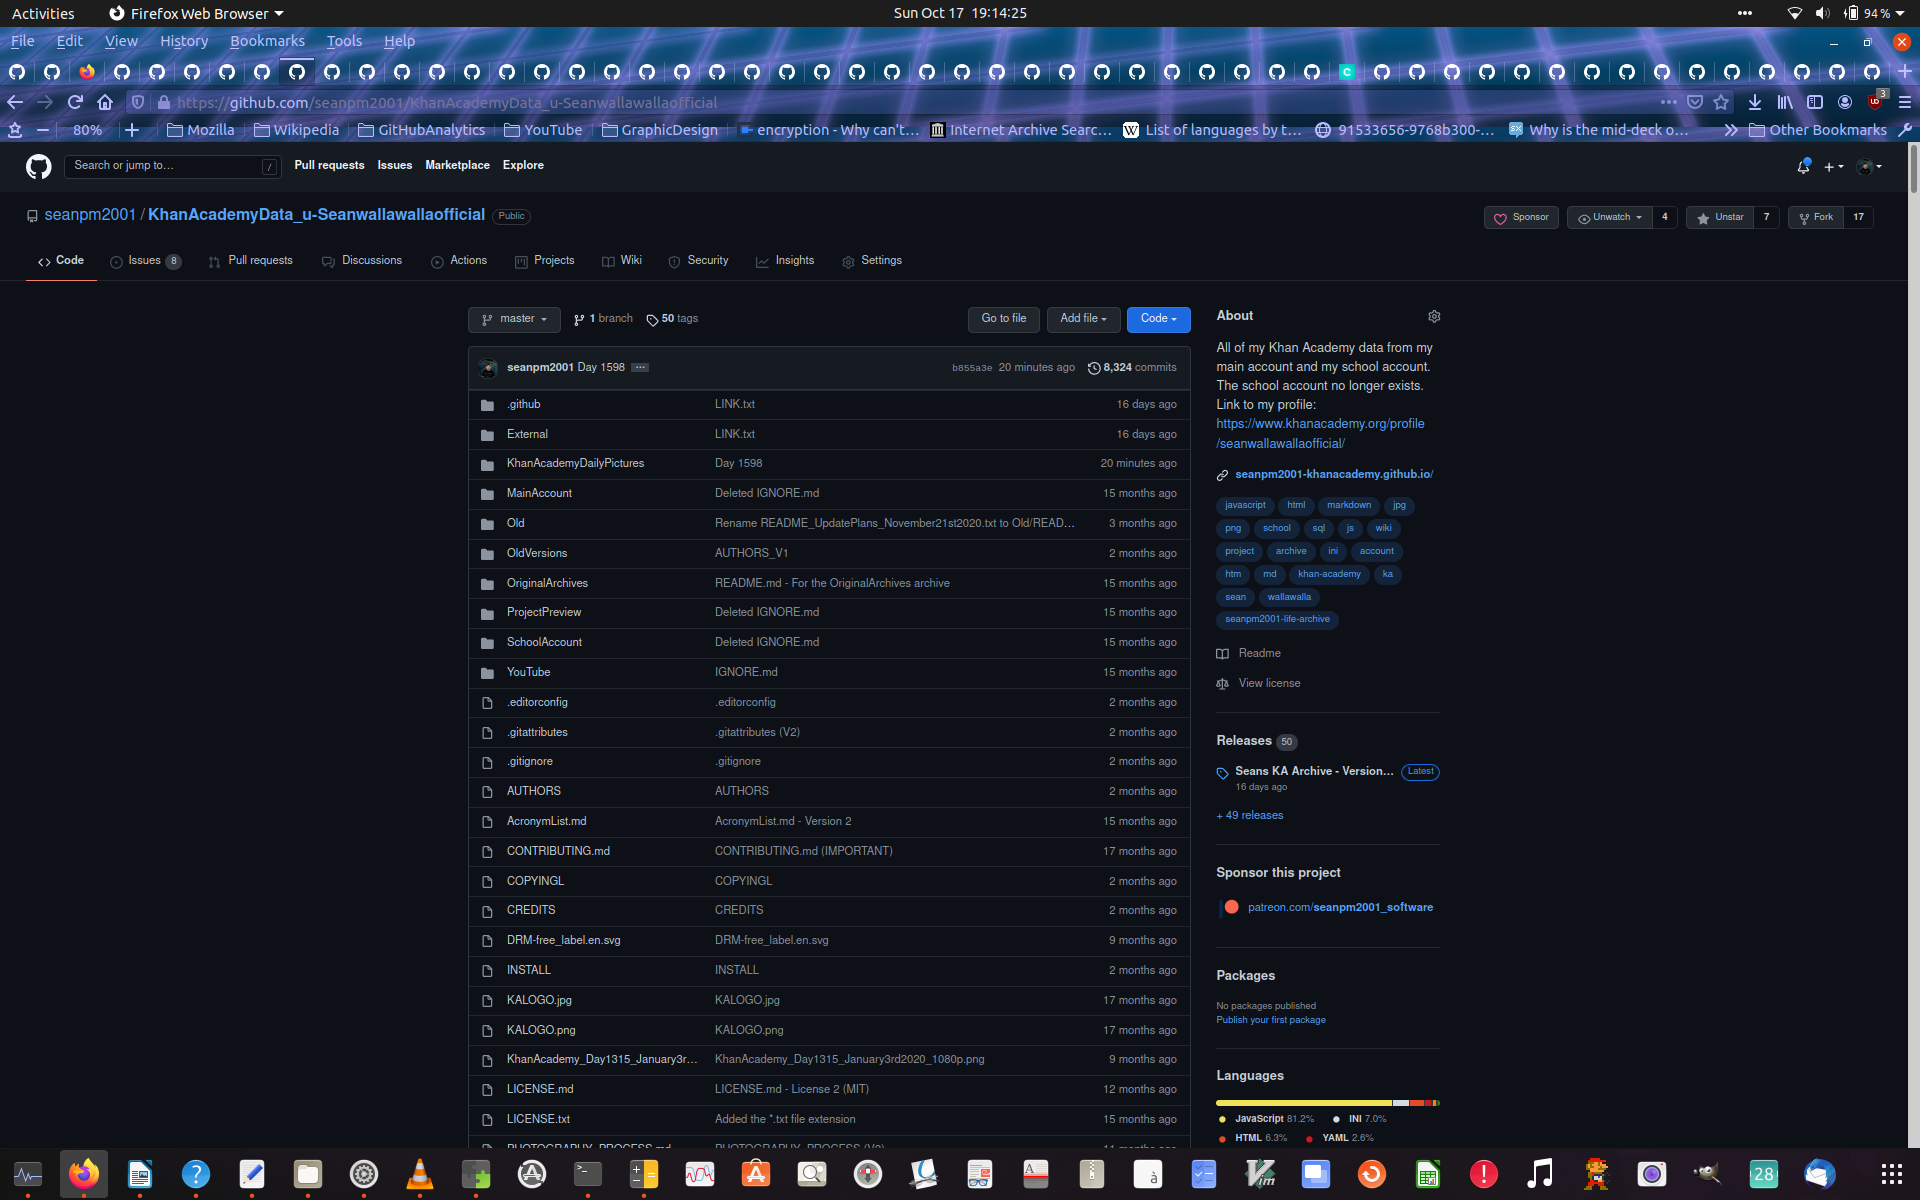 Activities Firefox Web Browser Sun Oct 17 19:14:25 94 %
File Edit View History Bookmarks Tools Help
https://github.com/seanpm2001/KhanAcademyData_u-Seanwallawallaofficial 3
80% Mozilla Wikipedia GitHubAnalytics YouTube GraphicDesign encryption - Why can't… Internet Archive Searc… List of languages by t… 91533656-9768b300-… Why is the mid-deck o… Other Bookmarks
Search or jump to… / Pull requests Issues Marketplace Explore
seanpm2001 / KhanAcademyData_u-Seanwallawallaofficial Public
Sponsor Unwatch 4 Unstar 7 Fork 17
Code Issues 8 Pull requests Discussions Actions Projects Wiki Security Insights Settings
master 1 branch 50 tags Go to file Add file Code
seanpm2001 Day 1598 … b855a3e 20 minutes ago 8,324 commits
.github LINK.txt 16 days ago
External LINK.txt 16 days ago
KhanAcademyDailyPictures Day 1598 20 minutes ago
MainAccount Deleted IGNORE.md 15 months ago
Old Rename README_UpdatePlans_November21st2020.txt to Old/READ… 3 months ago
OldVersions AUTHORS_V1 2 months ago
OriginalArchives README.md - For the OriginalArchives archive 15 months ago
ProjectPreview Deleted IGNORE.md 15 months ago
SchoolAccount Deleted IGNORE.md 15 months ago
YouTube IGNORE.md 15 months ago
.editorconfig .editorconfig 2 months ago
.gitattributes .gitattributes (V2) 2 months ago
.gitignore .gitignore 2 months ago
AUTHORS AUTHORS 2 months ago
AcronymList.md AcronymList.md - Version 2 15 months ago
CONTRIBUTING.md CONTRIBUTING.md (IMPORTANT) 17 months ago
COPYINGL COPYINGL 2 months ago
CREDITS CREDITS 2 months ago
DRM-free_label.en.svg DRM-free_label.en.svg 9 months ago
INSTALL INSTALL 2 months ago
KALOGO.jpg KALOGO.jpg 17 months ago
KALOGO.png KALOGO.png 17 months ago
KhanAcademy_Day1315_January3r… KhanAcademy_Day1315_January3rd2020_1080p.png 9 months ago
LICENSE.md LICENSE.md - License 2 (MIT) 12 months ago
LICENSE.txt Added the *.txt file extension 15 months ago
About
All of my Khan Academy data from my
main account and my school account.
The school account no longer exists.
Link to my profile:
https://www.khanacademy.org/profile
/seanwallawallaofficial/
seanpm2001-khanacademy.github.io/
javascript html markdown jpg
png school sql js wiki
project archive ini account
htm md khan-academy ka
sean wallawalla
seanpm2001-life-archive
Readme
View license
Releases 50
Seans KA Archive - Version… Latest
16 days ago
+ 49 releases
Sponsor this project
patreon.com/seanpm2001_software
Packages
No packages published
Publish your first package
Languages
JavaScript 81.2% INI 7.0%
HTML 6.3% YAML 2.6%
28